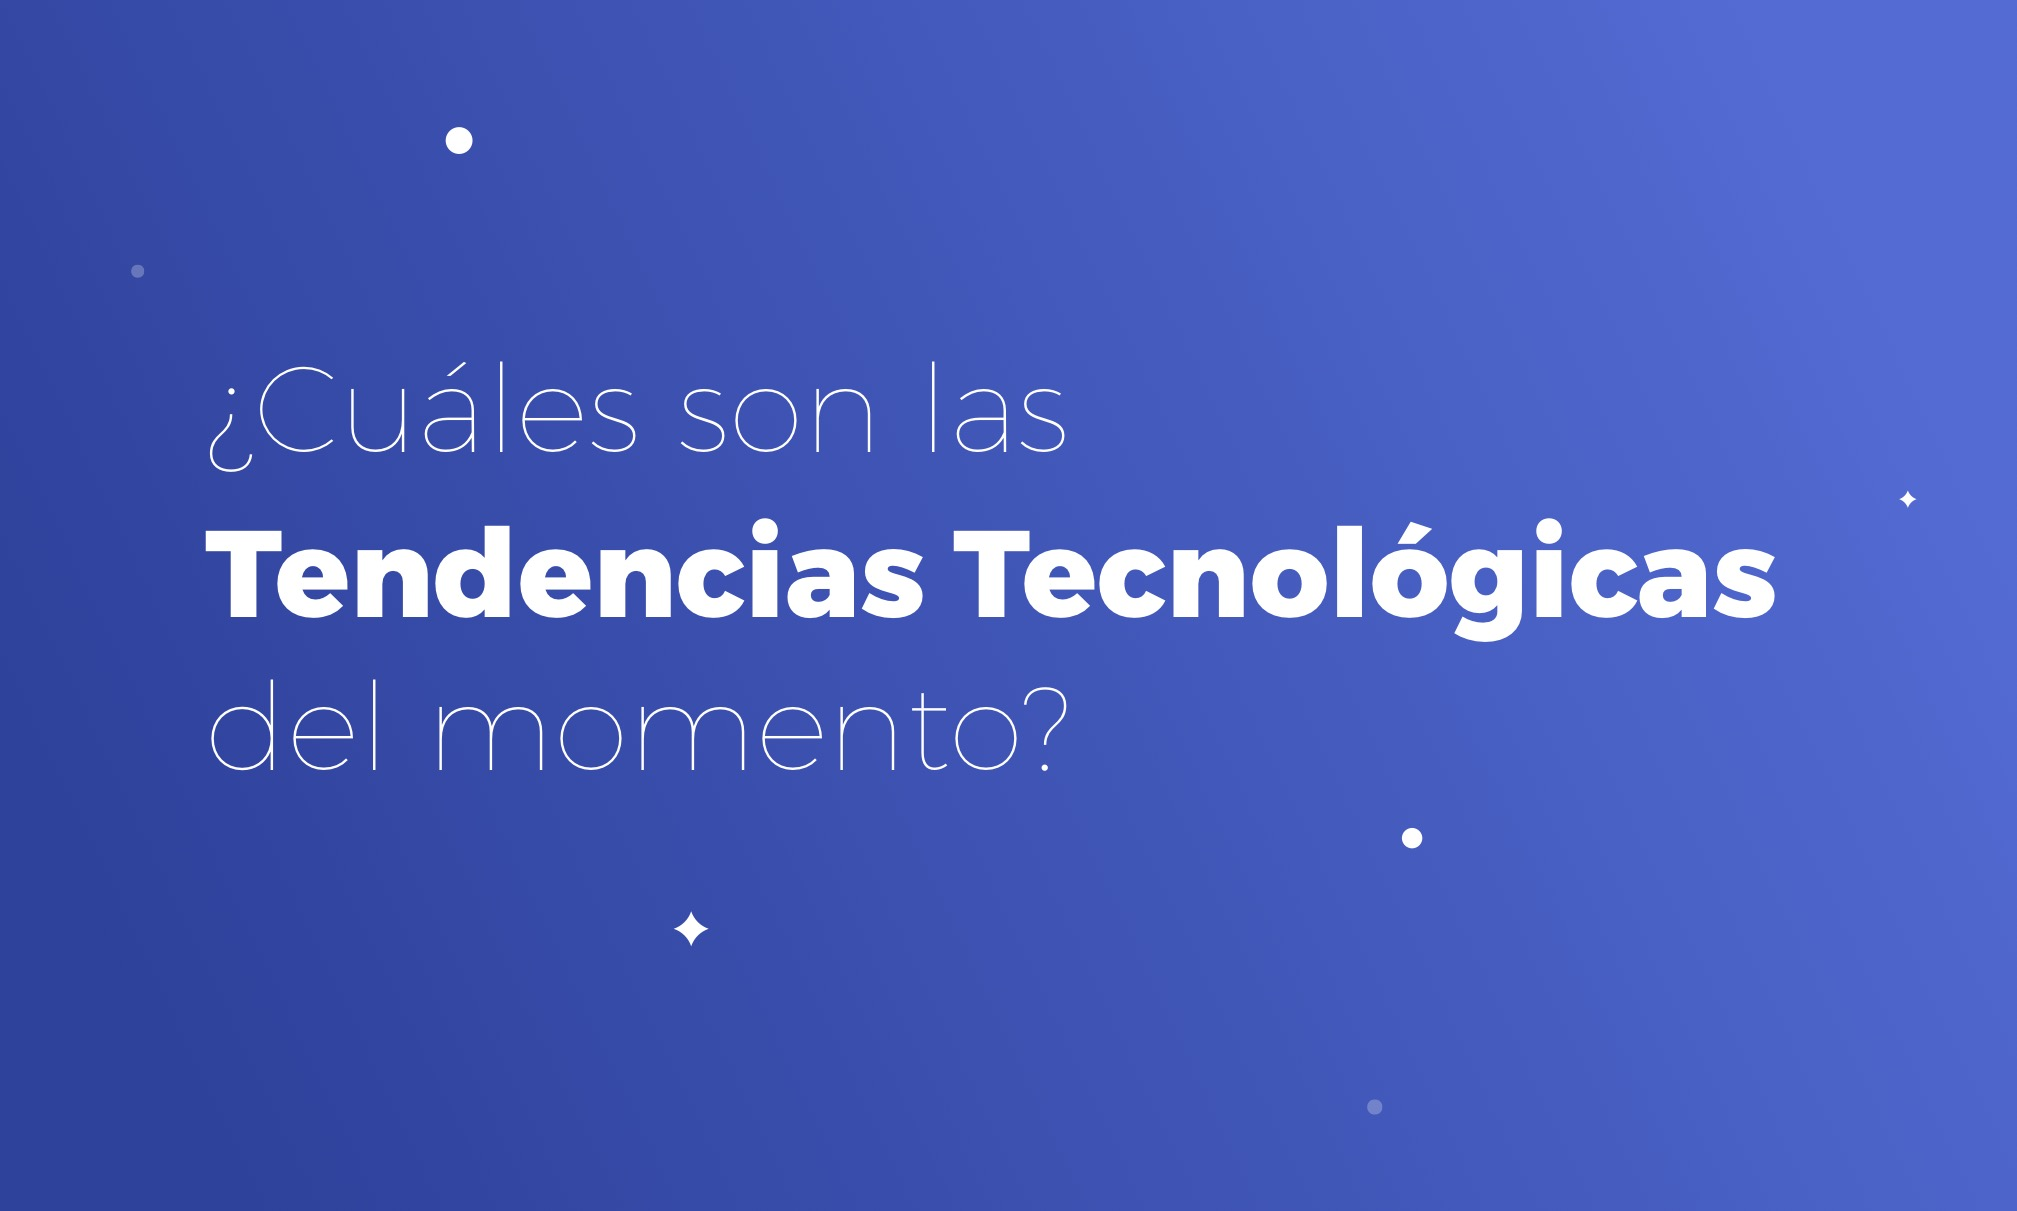 ¿Cuáles son las
Tendencias Tecnológicas
del momento?